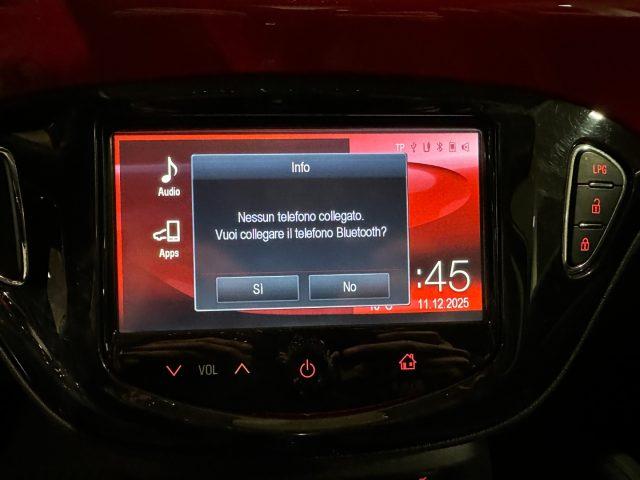 TP
Info
Audio
Nessun telefono collegato.
Vuoi collegare il telefono Bluetooth?
Apps
Sì
No
:45
11.12.2025
VOL
LPG